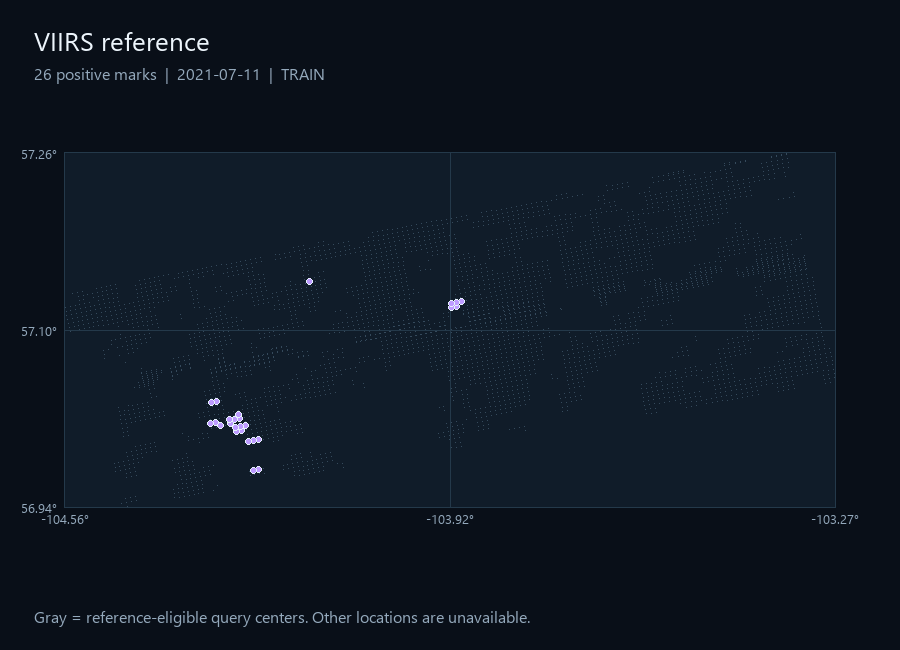 VIIRS reference
26 positive marks | 2021-07-11 | TRAIN
57.26°
57.10°
56.94°
-104.56°
-103.92°
-103.27°
Gray = reference-eligible query centers. Other locations are unavailable.